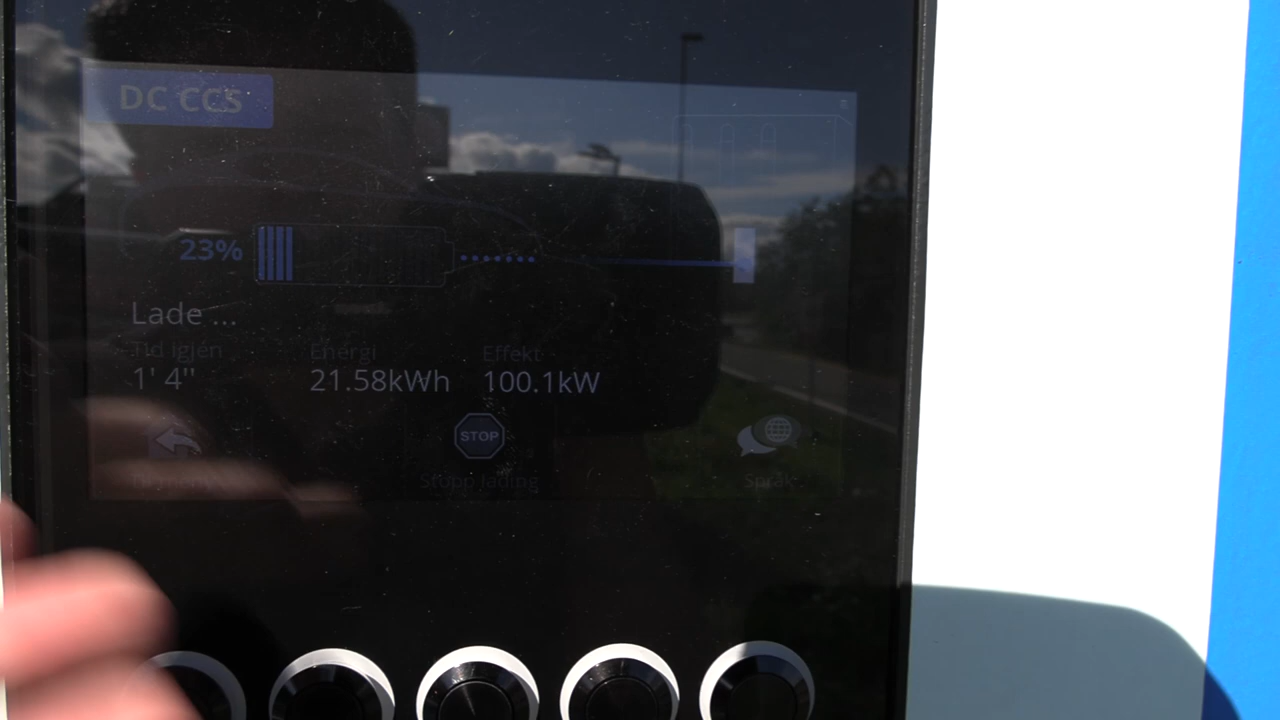 DC CCS
23%
Lade ...
Tid igjen Energi Effekt
1' 4" 21.58kWh 100.1kW
STOP
Stopp lading Språk